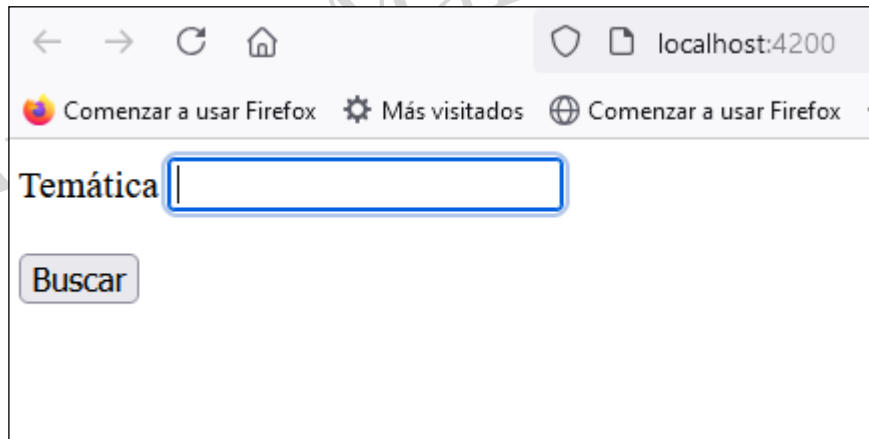 localhost:4200
Comenzar a usar Firefox Más visitados Comenzar a usar Firefox
Temática
Buscar